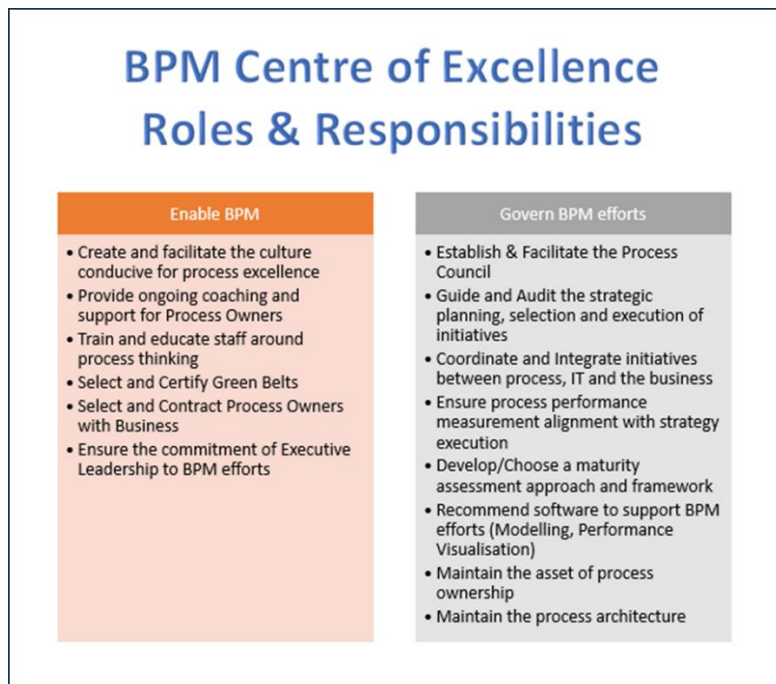 BPM Centre of Excellence
Roles & Responsibilities
Enable BPM
• Create and facilitate the culture
conducive for process excellence
• Provide ongoing coaching and
support for Process Owners
• Train and educate staff around
process thinking
• Select and Certify Green Belts
• Select and Contract Process Owners
with Business
• Ensure the commitment of Executive
Leadership to BPM efforts
Govern BPM efforts
• Establish & Facilitate the Process
Council
• Guide and Audit the strategic
planning, selection and execution of
initiatives
• Coordinate and Integrate initiatives
between process, IT and the business
• Ensure process performance
measurement alignment with strategy
execution
• Develop/Choose a maturity
assessment approach and framework
• Recommend software to support BPM
efforts (Modelling, Performance
Visualisation)
• Maintain the asset of process
ownership
• Maintain the process architecture